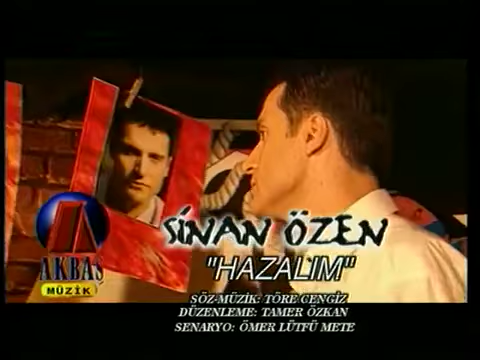 SİNAN ÖZEN
"HAZALIM"
AKBAŞ
MÜZİK
SÖZ-MÜZİK: TÖRE CENGİZ
DÜZENLEME: TAMER ÖZKAN
SENARYO: ÖMER LÜTFÜ METE